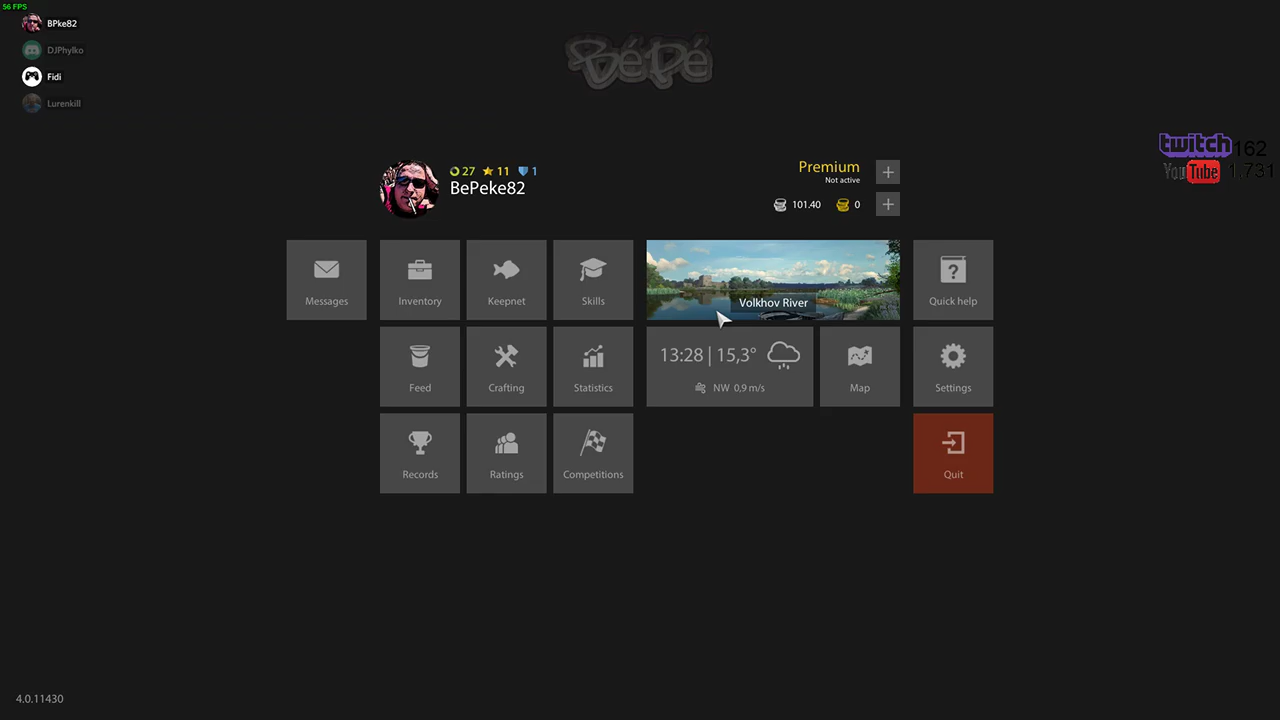 56 FPS
BPke82
DJPhylko
Fidi
Lurenkill
BéPé
twitch 162
YouTube 1.731
27 11 1
BePeke82
Premium
Not active
101.40 0
Messages
Inventory
Keepnet
Skills
Volkhov River
Quick help
Feed
Crafting
Statistics
13:28 | 15,3°
NW 0,9 m/s
Map
Settings
Records
Ratings
Competitions
Quit
4.0.11430